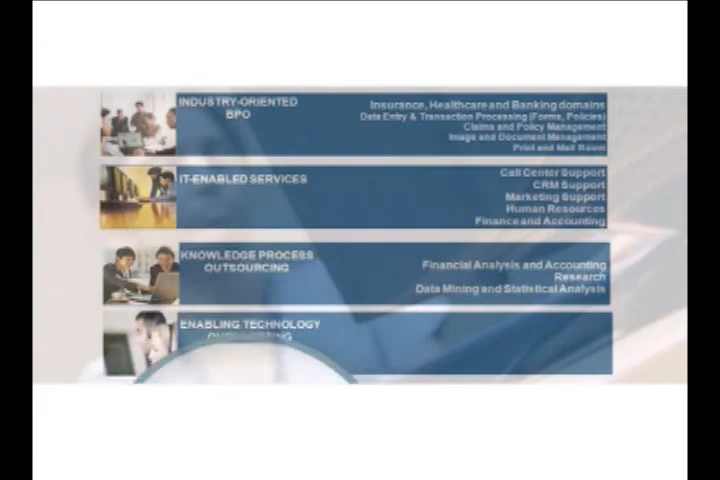 INDUSTRY-ORIENTED
BPO
Insurance, Healthcare and Banking domains
Data Entry & Transaction Processing (Forms, Policies)
Claims and Policy Management
Image and Document Management
Print and Mail Room
IT-ENABLED SERVICES
Call Center Support
CRM Support
Marketing Support
Human Resources
Finance and Accounting
KNOWLEDGE PROCESS
OUTSOURCING
Financial Analysis and Accounting
Research
Data Mining and Statistical Analysis
ENABLING TECHNOLOGY